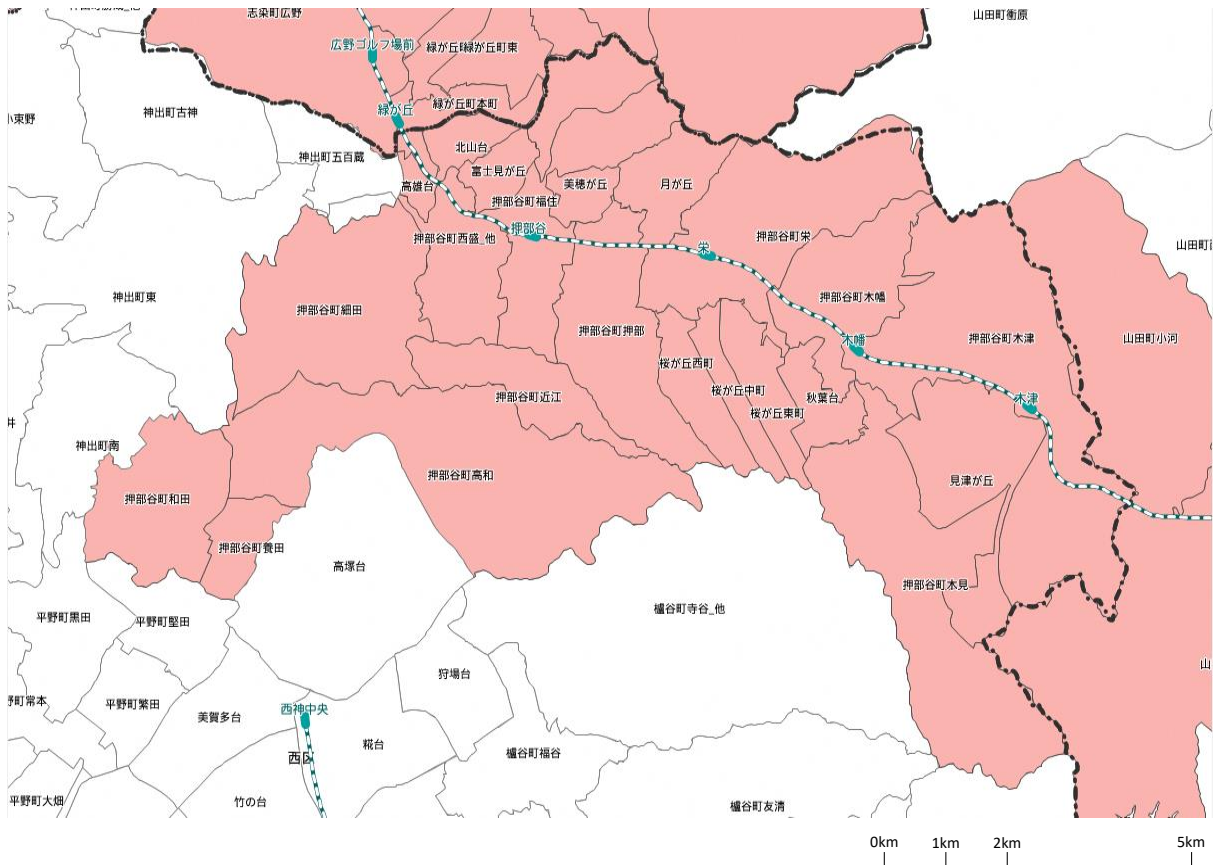 志染町広野
山田町衝原
広野ゴルフ場前
緑が丘町東
緑が丘町本町
緑が丘
神出町古神
小束野
神出町五百蔵
北山台
富士見が丘
高雄台
美穂が丘
月が丘
押部谷町福住
押部谷
押部谷町西盛_他
栄
押部谷町栄
神出町東
押部谷町細田
押部谷町木幡
押部谷町押部
木幡
押部谷町木津
山田町小河
桜が丘西町
桜が丘中町
桜が丘東町
秋葉台
押部谷町近江
木津
井
神出町南
押部谷町高和
見津が丘
押部谷町和田
押部谷町養田
高塚台
押部谷町木見
平野町黒田
平野町堅田
櫨谷町寺谷_他
狩場台
野町常本
平野町繁田
美賀多台
西神中央
糀台
西区
櫨谷町福谷
平野町大畑
竹の台
櫨谷町友清
0km 1km 2km 5km